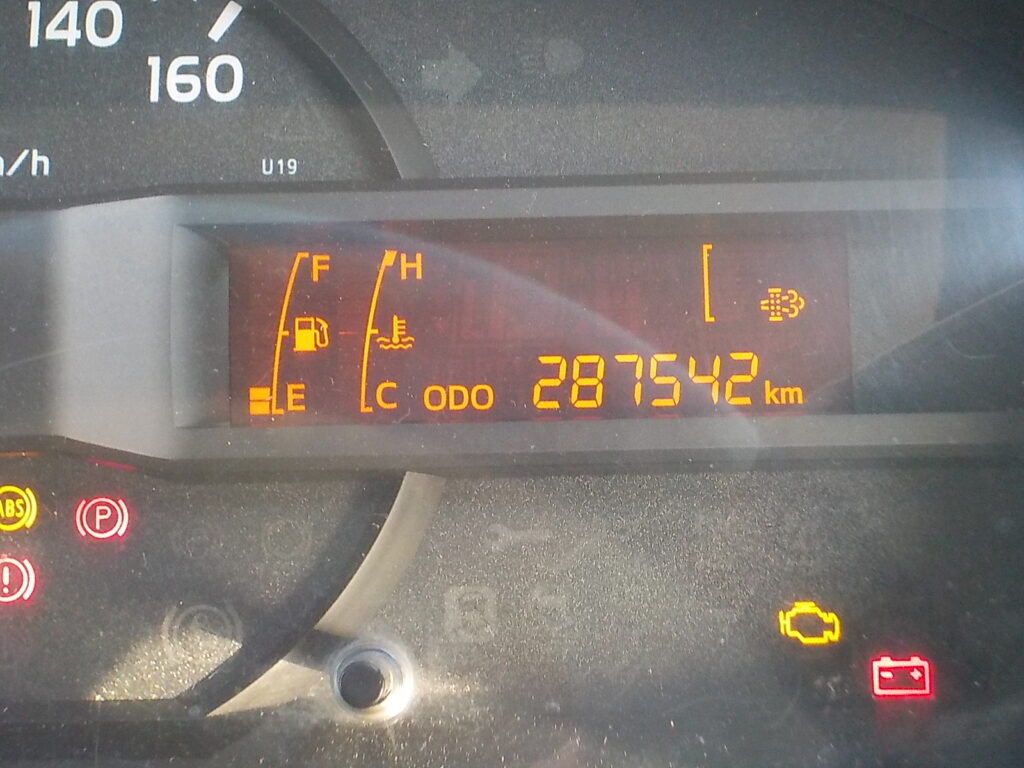 140
160
/h
U19
F
H
E
C
ODO 287542 km
ABS
P
!